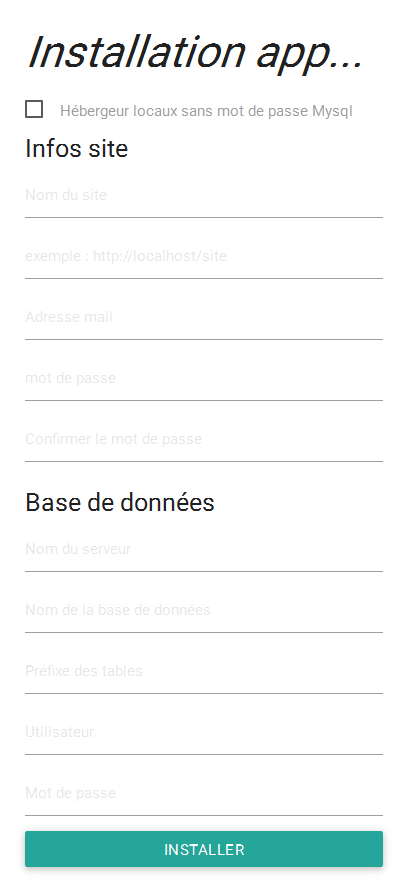 Installation app...
Hébergeur locaux sans mot de passe Mysql
Infos site
Nom du site
exemple : http://localhost/site
Adresse mail
mot de passe
Confirmer le mot de passe
Base de données
Nom du serveur
Nom de la base de données
Préfixe des tables
Utilisateur
Mot de passe
INSTALLER